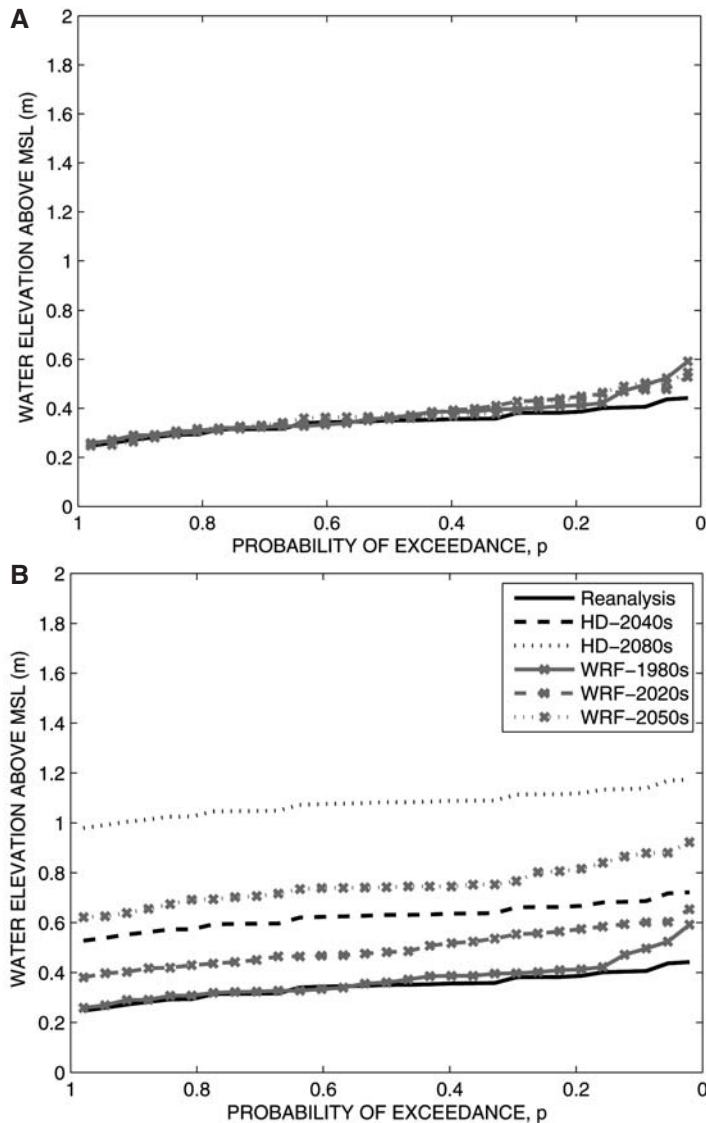 A
WATER ELEVATION ABOVE MSL (m)
2
1.8
1.6
1.4
1.2
1
0.8
0.6
0.4
0.2
0
1 0.8 0.6 0.4 0.2 0
PROBABILITY OF EXCEEDANCE, p
B
WATER ELEVATION ABOVE MSL (m)
2
1.8
1.6
1.4
1.2
1
0.8
0.6
0.4
0.2
0
Reanalysis
HD−2040s
HD−2080s
WRF−1980s
WRF−2020s
WRF−2050s
1 0.8 0.6 0.4 0.2 0
PROBABILITY OF EXCEEDANCE, p